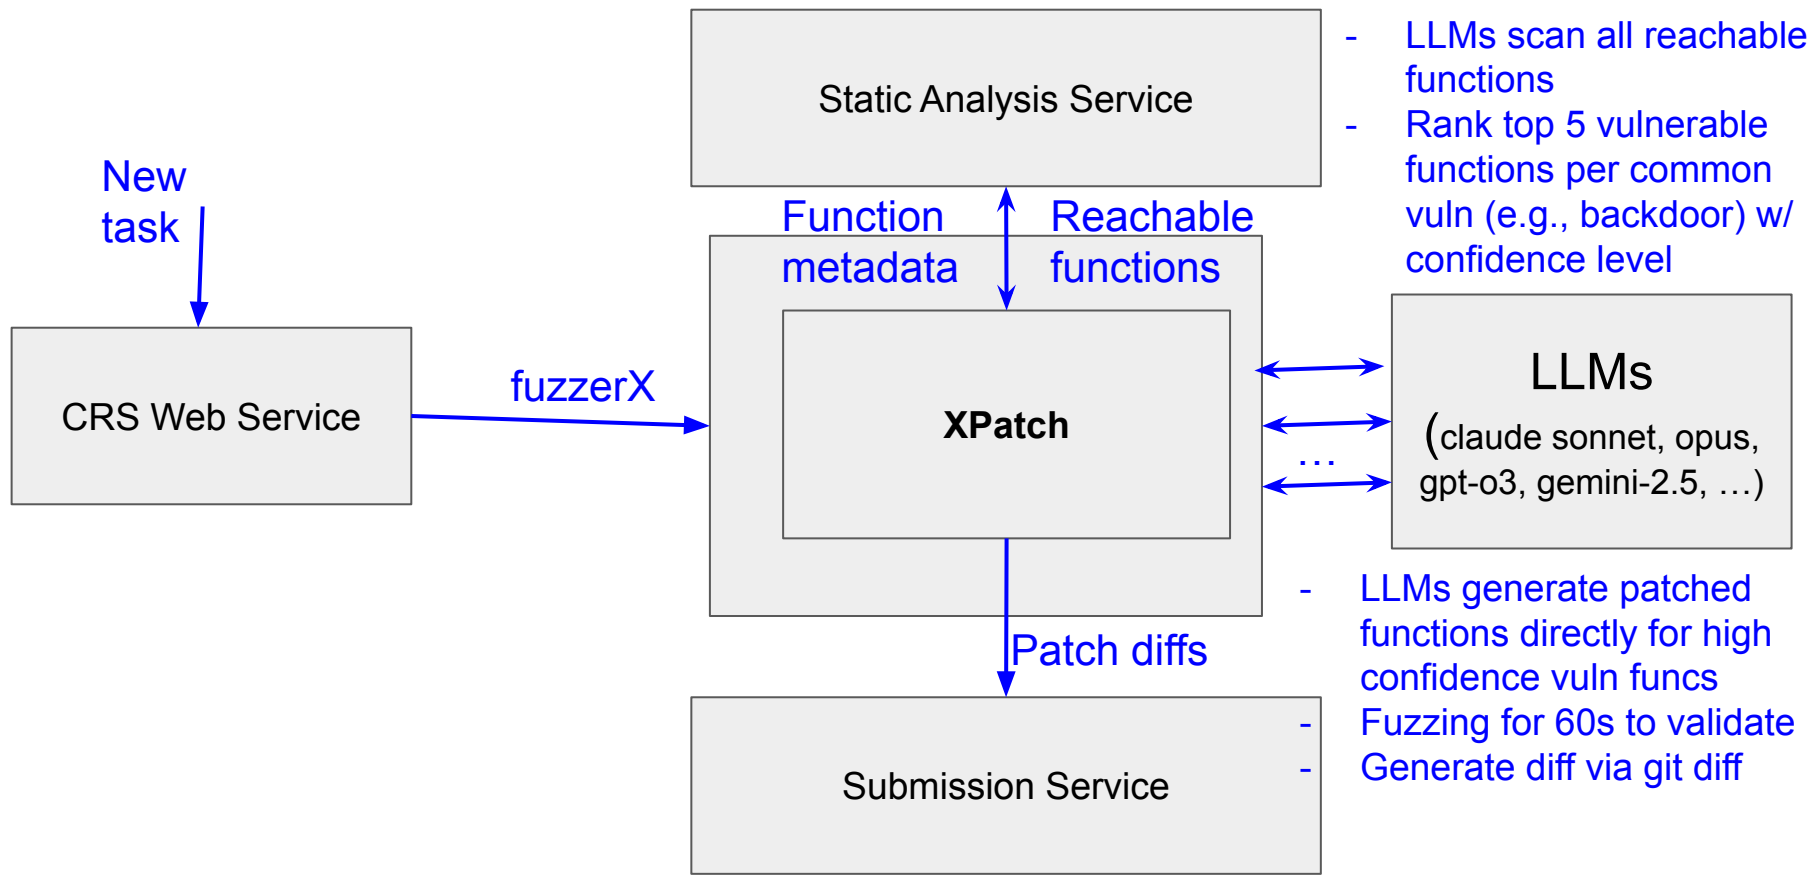 Static Analysis Service
- LLMs scan all reachable
functions
- Rank top 5 vulnerable
functions per common
vuln (e.g., backdoor) w/
confidence level
New
task
Function
metadata
Reachable
functions
CRS Web Service
fuzzerX
XPatch
...
LLMs
(claude sonnet, opus,
gpt-o3, gemini-2.5, …)
Patch diffs
- LLMs generate patched
functions directly for high
confidence vuln funcs
- Fuzzing for 60s to validate
- Generate diff via git diff
Submission Service